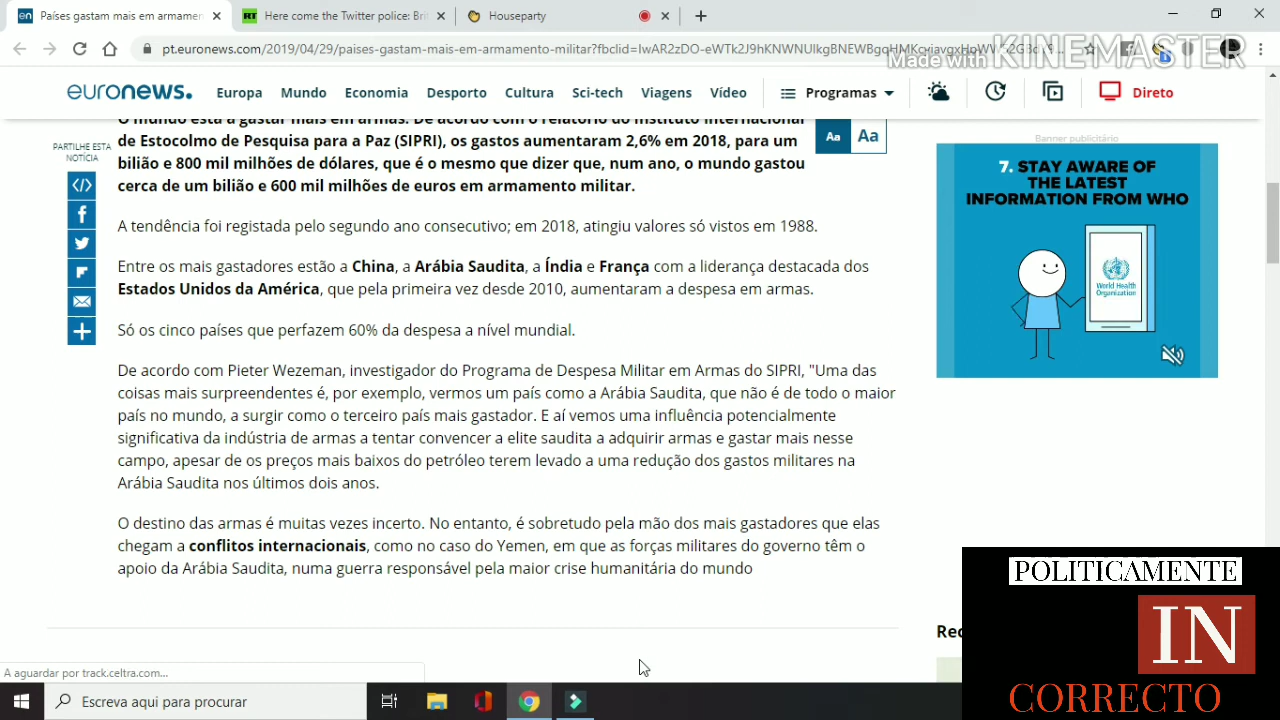 Países gastam mais em armamen
RT
Here come the Twitter police: Bri
Houseparty
pt.euronews.com/2019/04/29/paises-gastam-mais-em-armamento-militar?fbclid=
Made with KINEMASTER
euronews.
Europa
Mundo
Economia
Desporto
Cultura
Sci-tech
Viagens
Vídeo
Programas
Direto
PARTILHE ESTA
NOTÍCIA
O mundo está a gastar mais em armas. De acordo com o relatório do Instituto Internacional
de Estocolmo de Pesquisa para a Paz (SIPRI), os gastos aumentaram 2,6% em 2018, para um
bilião e 800 mil milhões de dólares, que é o mesmo que dizer que, num ano, o mundo gastou
cerca de um bilião e 600 mil milhões de euros em armamento militar.
Aa Aa
A tendência foi registada pelo segundo ano consecutivo; em 2018, atingiu valores só vistos em 1988.
Entre os mais gastadores estão a China, a Arábia Saudita, a Índia e França com a liderança destacada dos
Estados Unidos da América, que pela primeira vez desde 2010, aumentaram a despesa em armas.
Só os cinco países que perfazem 60% da despesa a nível mundial.
De acordo com Pieter Wezeman, investigador do Programa de Despesa Militar em Armas do SIPRI, "Uma das
coisas mais surpreendentes é, por exemplo, vermos um país como a Arábia Saudita, que não é de todo o maior
país no mundo, a surgir como o terceiro país mais gastador. E aí vemos uma influência potencialmente
significativa da indústria de armas a tentar convencer a elite saudita a adquirir armas e gastar mais nesse
campo, apesar de os preços mais baixos do petróleo terem levado a uma redução dos gastos militares na
Arábia Saudita nos últimos dois anos.
O destino das armas é muitas vezes incerto. No entanto, é sobretudo pela mão dos mais gastadores que elas
chegam a conflitos internacionais, como no caso do Yemen, em que as forças militares do governo têm o
apoio da Arábia Saudita, numa guerra responsável pela maior crise humanitária do mundo
Banner publicitário
7. STAY AWARE OF
THE LATEST
INFORMATION FROM WHO
World Health
Organization
Rec
POLITICAMENTE
IN
CORRECTO
A aguardar por track.celtra.com...
Escreva aqui para procurar